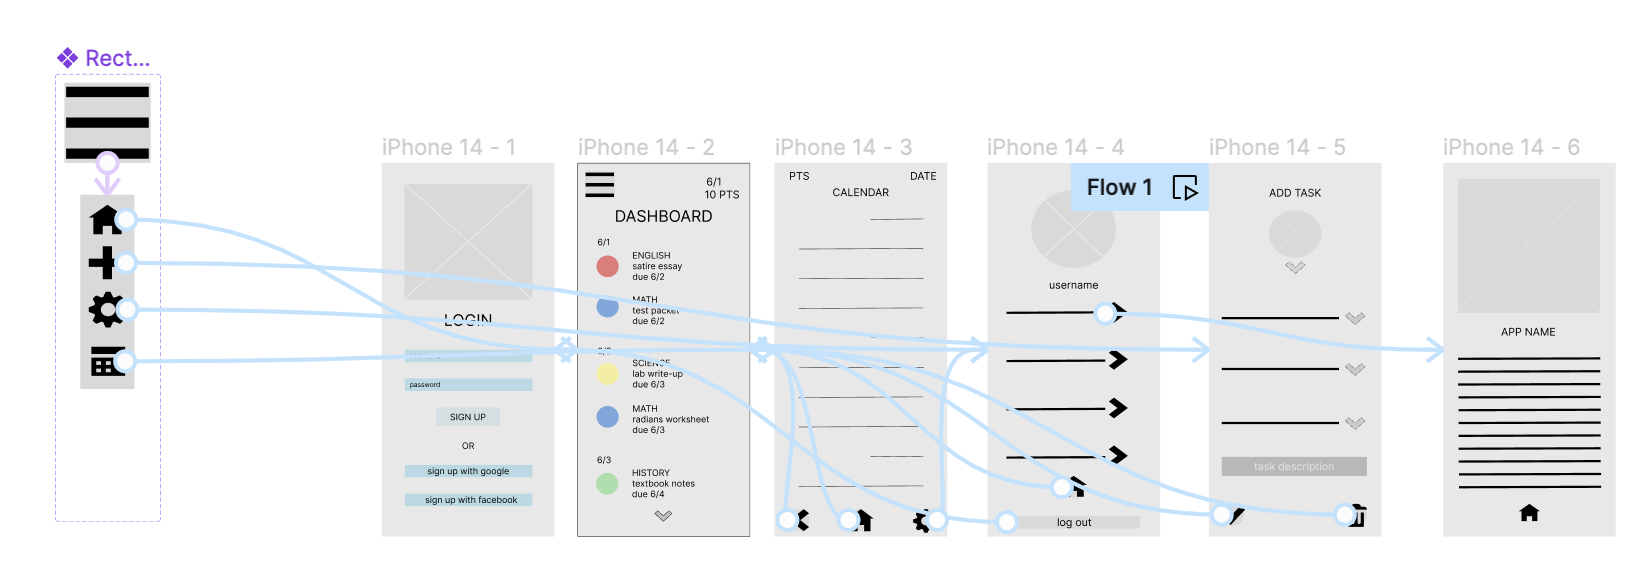 Rect...
iPhone 14 - 1
LOGIN
password
SIGN UP
OR
sign up with google
sign up with facebook
iPhone 14 - 2
6/1
10 PTS
DASHBOARD
6/1
ENGLISH
satire essay
due 6/2
MATH
test packet
due 6/2
SCIENCE
lab write-up
due 6/3
MATH
radians worksheet
due 6/3
6/3
HISTORY
textbook notes
due 6/4
iPhone 14 - 3
PTS
DATE
CALENDAR
iPhone 14 - 4
Flow 1
username
log out
iPhone 14 - 5
ADD TASK
task description
iPhone 14 - 6
APP NAME